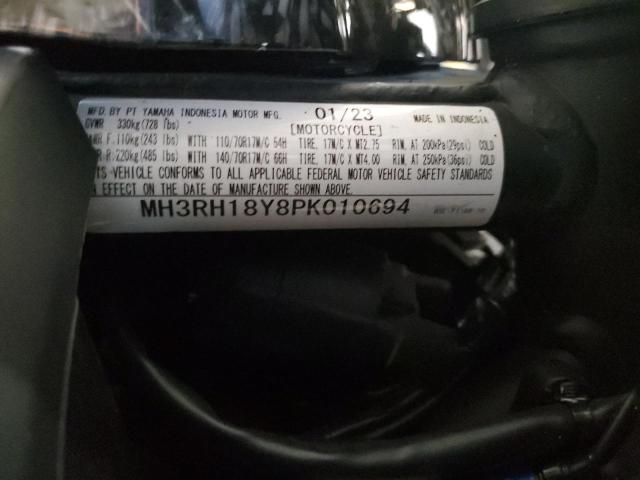 MFD. BY PT YAMAHA INDONESIA MOTOR MFG. 01/23 MADE IN INDONESIA
GVWR 330kg(728 lbs) [MOTORCYCLE]
F.110kg(243 lbs) WITH 110/70R17M/C 54H TIRE, 17M/C X MT2.75 RIM, AT 200kPa(29psi) COLD
R.220kg(485 lbs) WITH 140/70R17M/C 66H TIRE, 17M/C X MT4.00 RIM, AT 250kPa(36psi) COLD
THIS VEHICLE CONFORMS TO ALL APPLICABLE FEDERAL MOTOR VEHICLE SAFETY STANDARDS
IN EFFECT ON THE DATE OF MANUFACTURE SHOWN ABOVE.
MH3RH18Y8PK010694